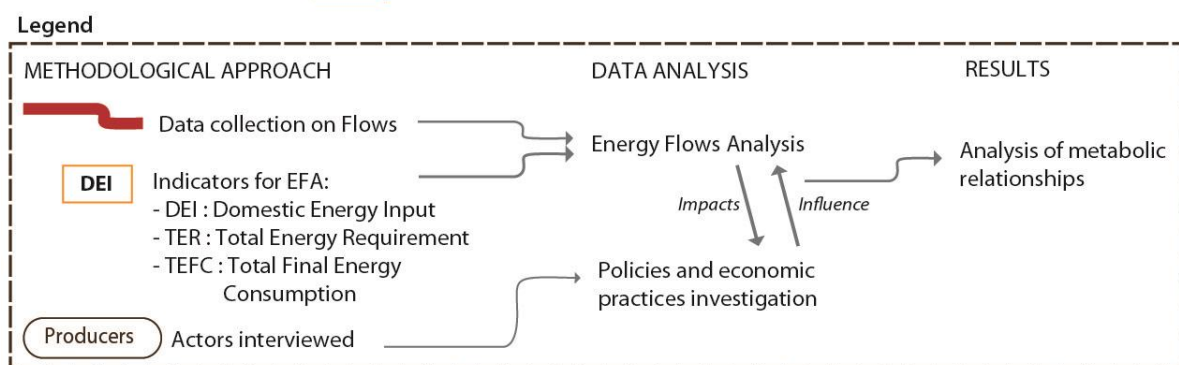 Legend
METHODOLOGICAL APPROACH
DATA ANALYSIS
RESULTS
Data collection on Flows
DEI
Indicators for EFA:
- DEI : Domestic Energy Input
- TER : Total Energy Requirement
- TEFC : Total Final Energy
Consumption
Producers
Actors interviewed
Energy Flows Analysis
Impacts
Influence
Policies and economic
practices investigation
Analysis of metabolic
relationships